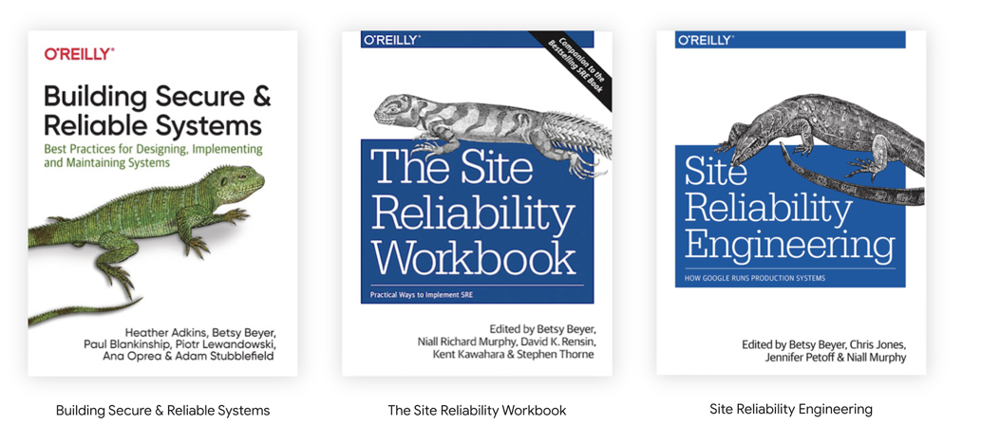 O'REILLY®
Building Secure &
Reliable Systems
Best Practices for Designing, Implementing
and Maintaining Systems
Heather Adkins, Betsy Beyer,
Paul Blankinship, Piotr Lewandowski,
Ana Oprea & Adam Stubblefield
Building Secure & Reliable Systems
O'REILLY®
Companion to the
Bestselling SRE Book
The Site
Reliability
Workbook
Practical Ways to Implement SRE
Edited by Betsy Beyer,
Niall Richard Murphy, David K. Rensin,
Kent Kawahara & Stephen Thorne
The Site Reliability Workbook
O'REILLY®
Site
Reliability
Engineering
HOW GOOGLE RUNS PRODUCTION SYSTEMS
Edited by Betsy Beyer, Chris Jones,
Jennifer Petoff & Niall Murphy
Site Reliability Engineering